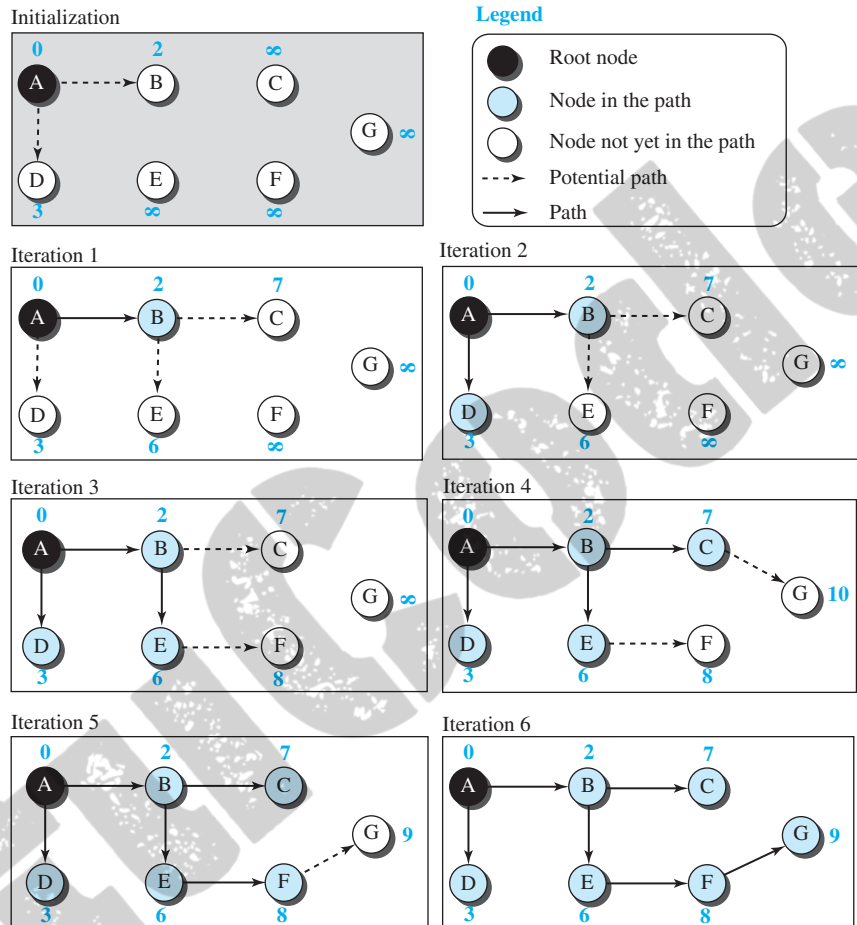 Initialization
Legend
0 2 ∞
A B C
G ∞
D E F
3 ∞ ∞
Root node
Node in the path
Node not yet in the path
Potential path
Path
Iteration 1
0 2 7
A B C
G ∞
D E F
3 6 ∞
Iteration 2
0 2 7
A B C
G ∞
D E F
3 6 ∞
Iteration 3
0 2 7
A B C
G ∞
D E F
3 6 8
Iteration 4
0 2 7
A B C
G 10
D E F
3 6 8
Iteration 5
0 2 7
A B C
G 9
D E F
3 6 8
Iteration 6
0 2 7
A B C
G 9
D E F
3 6 8